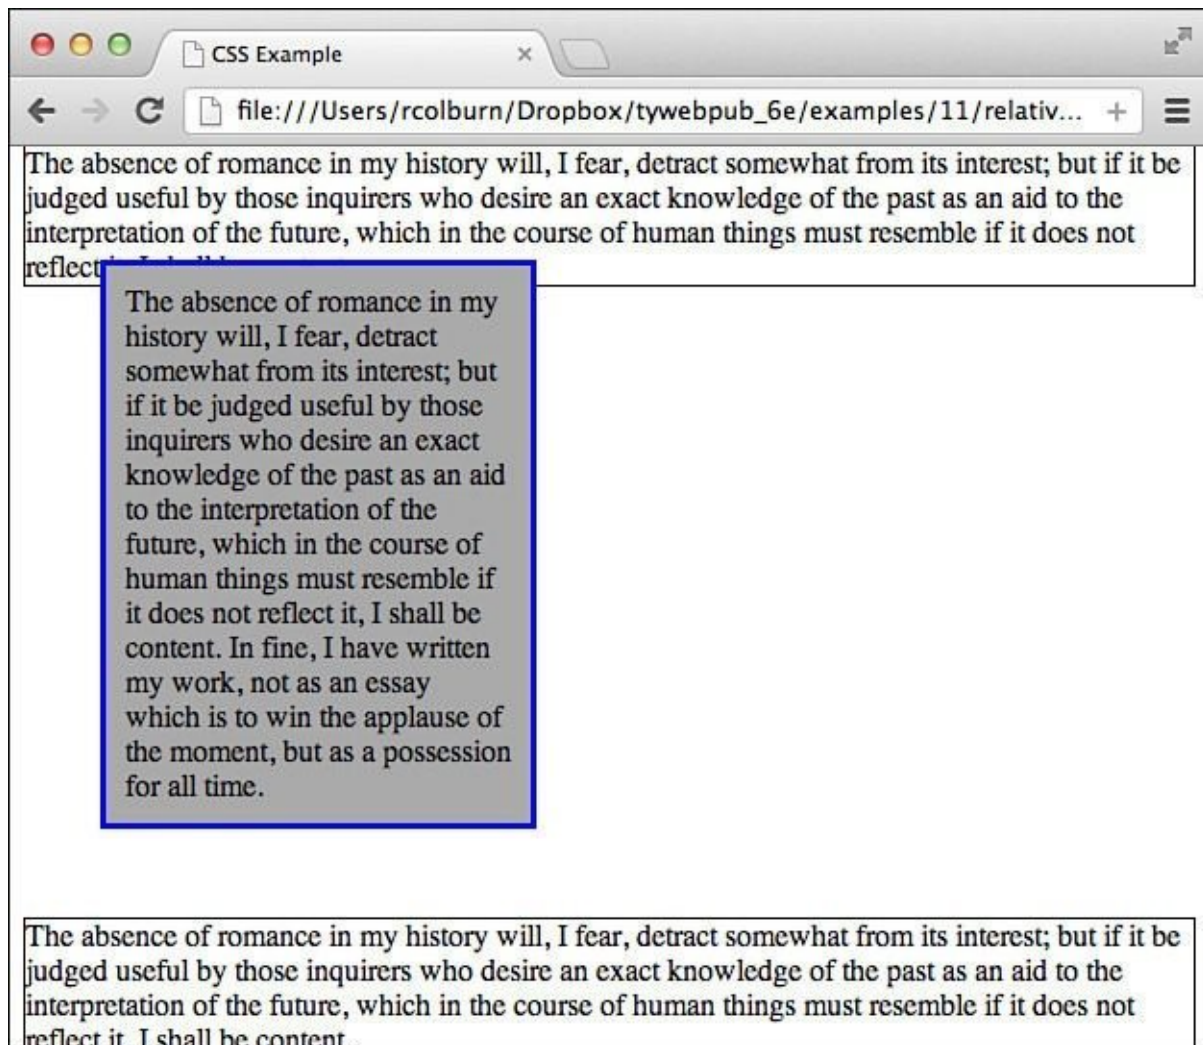 CSS Example
file:///Users/rcolburn/Dropbox/tywebpub_6e/examples/11/relativ...
The absence of romance in my history will, I fear, detract somewhat from its interest; but if it be
judged useful by those inquirers who desire an exact knowledge of the past as an aid to the
interpretation of the future, which in the course of human things must resemble if it does not
reflect
The absence of romance in my
history will, I fear, detract
somewhat from its interest; but
if it be judged useful by those
inquirers who desire an exact
knowledge of the past as an aid
to the interpretation of the
future, which in the course of
human things must resemble if
it does not reflect it, I shall be
content. In fine, I have written
my work, not as an essay
which is to win the applause of
the moment, but as a possession
for all time.
The absence of romance in my history will, I fear, detract somewhat from its interest; but if it be
judged useful by those inquirers who desire an exact knowledge of the past as an aid to the
interpretation of the future, which in the course of human things must resemble if it does not
reflect it, I shall be content.